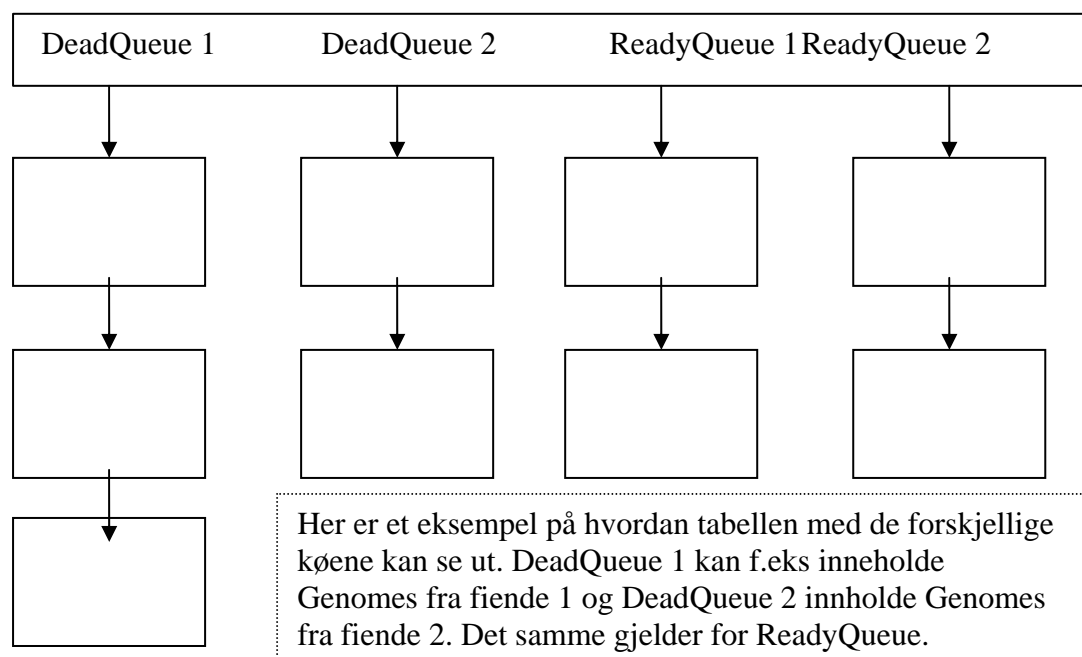 DeadQueue 1 DeadQueue 2 ReadyQueue 1ReadyQueue 2
Her er et eksempel på hvordan tabellen med de forskjellige
køene kan se ut. DeadQueue 1 kan f.eks inneholde
Genomes fra fiende 1 og DeadQueue 2 innholde Genomes
fra fiende 2. Det samme gjelder for ReadyQueue.